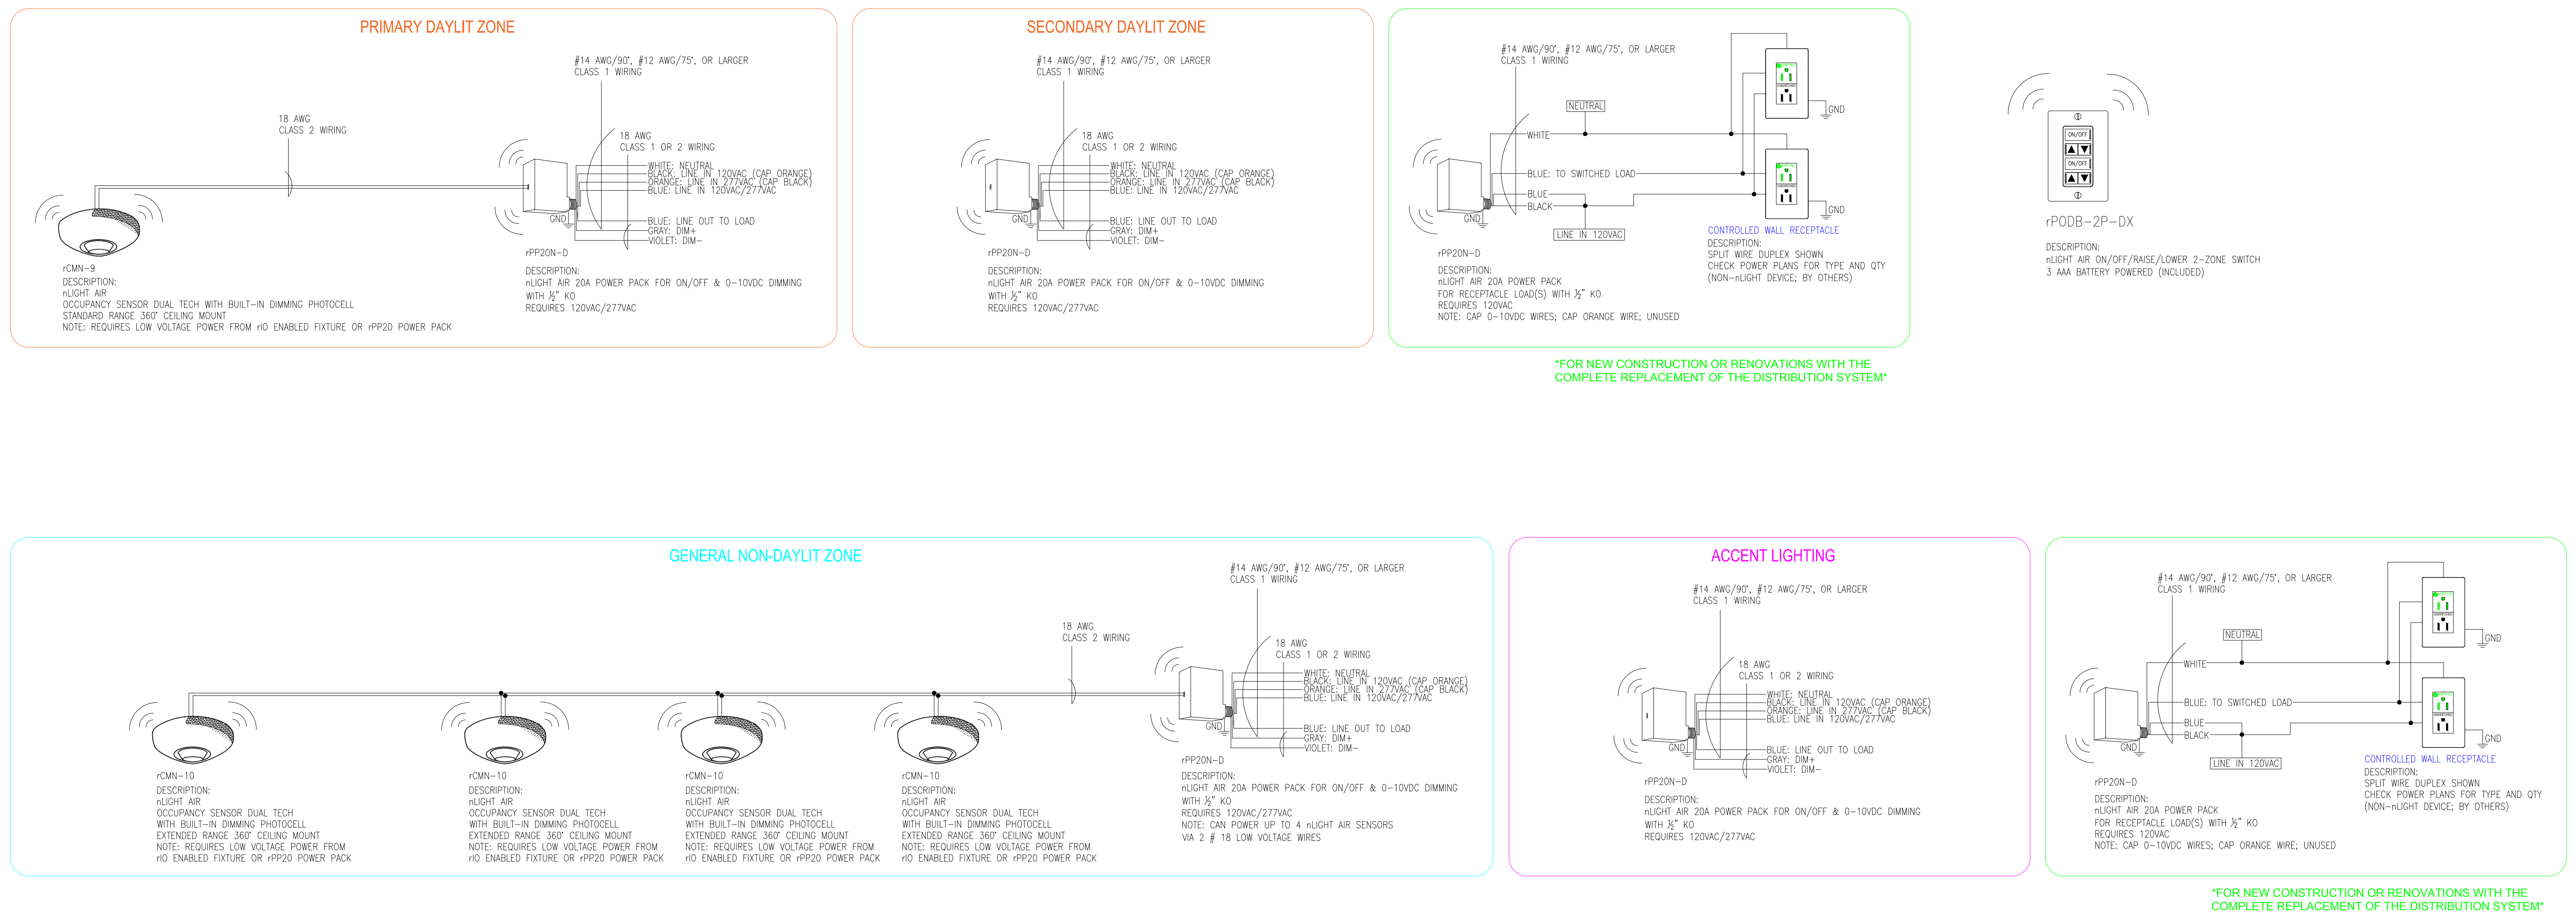 PRIMARY DAYLIT ZONE
#14 AWG/90°, #12 AWG/75°, OR LARGER
CLASS 1 WIRING
18 AWG
CLASS 2 WIRING
18 AWG
CLASS 1 OR 2 WIRING
WHITE: NEUTRAL
BLACK: LINE IN 120VAC (CAP ORANGE)
ORANGE: LINE IN 277VAC (CAP BLACK)
BLUE: LINE IN 120VAC/277VAC
GND
BLUE: LINE OUT TO LOAD
GRAY: DIM+
VIOLET: DIM-
rCMN-9
DESCRIPTION:
nLIGHT AIR
OCCUPANCY SENSOR DUAL TECH WITH BUILT-IN DIMMING PHOTOCELL
STANDARD RANGE 360° CEILING MOUNT
NOTE: REQUIRES LOW VOLTAGE POWER FROM rIO ENABLED FIXTURE OR rPP20 POWER PACK
rPP20N-D
DESCRIPTION:
nLIGHT AIR 20A POWER PACK FOR ON/OFF & 0-10VDC DIMMING
WITH ½" KO
REQUIRES 120VAC/277VAC
SECONDARY DAYLIT ZONE
#14 AWG/90°, #12 AWG/75°, OR LARGER
CLASS 1 WIRING
18 AWG
CLASS 1 OR 2 WIRING
WHITE: NEUTRAL
BLACK: LINE IN 120VAC (CAP ORANGE)
ORANGE: LINE IN 277VAC (CAP BLACK)
BLUE: LINE IN 120VAC/277VAC
GND
BLUE: LINE OUT TO LOAD
GRAY: DIM+
VIOLET: DIM-
rPP20N-D
DESCRIPTION:
nLIGHT AIR 20A POWER PACK FOR ON/OFF & 0-10VDC DIMMING
WITH ½" KO
REQUIRES 120VAC/277VAC
#14 AWG/90°, #12 AWG/75°, OR LARGER
CLASS 1 WIRING
NEUTRAL
GND
WHITE
BLUE: TO SWITCHED LOAD
BLUE
BLACK
GND
GND
LINE IN 120VAC
rPP20N-D
DESCRIPTION:
nLIGHT AIR 20A POWER PACK
FOR RECEPTACLE LOAD(S) WITH ½" KO
REQUIRES 120VAC
NOTE: CAP 0-10VDC WIRES; CAP ORANGE WIRE; UNUSED
CONTROLLED WALL RECEPTACLE
DESCRIPTION:
SPLIT WIRE DUPLEX SHOWN
CHECK POWER PLANS FOR TYPE AND QTY
(NON-nLIGHT DEVICE; BY OTHERS)
*FOR NEW CONSTRUCTION OR RENOVATIONS WITH THE
COMPLETE REPLACEMENT OF THE DISTRIBUTION SYSTEM*
ON/OFF
ON/OFF
rPODB-2P-DX
DESCRIPTION:
nLIGHT AIR ON/OFF/RAISE/LOWER 2-ZONE SWITCH
3 AAA BATTERY POWERED (INCLUDED)
GENERAL NON-DAYLIT ZONE
#14 AWG/90°, #12 AWG/75°, OR LARGER
CLASS 1 WIRING
18 AWG
CLASS 2 WIRING
18 AWG
CLASS 1 OR 2 WIRING
WHITE: NEUTRAL
BLACK: LINE IN 120VAC (CAP ORANGE)
ORANGE: LINE IN 277VAC (CAP BLACK)
BLUE: LINE IN 120VAC/277VAC
GND
BLUE: LINE OUT TO LOAD
GRAY: DIM+
VIOLET: DIM-
rCMN-10
DESCRIPTION:
nLIGHT AIR
OCCUPANCY SENSOR DUAL TECH
WITH BUILT-IN DIMMING PHOTOCELL
EXTENDED RANGE 360° CEILING MOUNT
NOTE: REQUIRES LOW VOLTAGE POWER FROM
rIO ENABLED FIXTURE OR rPP20 POWER PACK
rCMN-10
DESCRIPTION:
nLIGHT AIR
OCCUPANCY SENSOR DUAL TECH
WITH BUILT-IN DIMMING PHOTOCELL
EXTENDED RANGE 360° CEILING MOUNT
NOTE: REQUIRES LOW VOLTAGE POWER FROM
rIO ENABLED FIXTURE OR rPP20 POWER PACK
rCMN-10
DESCRIPTION:
nLIGHT AIR
OCCUPANCY SENSOR DUAL TECH
WITH BUILT-IN DIMMING PHOTOCELL
EXTENDED RANGE 360° CEILING MOUNT
NOTE: REQUIRES LOW VOLTAGE POWER FROM
rIO ENABLED FIXTURE OR rPP20 POWER PACK
rCMN-10
DESCRIPTION:
nLIGHT AIR
OCCUPANCY SENSOR DUAL TECH
WITH BUILT-IN DIMMING PHOTOCELL
EXTENDED RANGE 360° CEILING MOUNT
NOTE: REQUIRES LOW VOLTAGE POWER FROM
rIO ENABLED FIXTURE OR rPP20 POWER PACK
rPP20N-D
DESCRIPTION:
nLIGHT AIR 20A POWER PACK FOR ON/OFF & 0-10VDC DIMMING
WITH ½" KO
REQUIRES 120VAC/277VAC
NOTE: CAN POWER UP TO 4 nLIGHT AIR SENSORS
VIA 2 # 18 LOW VOLTAGE WIRES
ACCENT LIGHTING
#14 AWG/90°, #12 AWG/75°, OR LARGER
CLASS 1 WIRING
18 AWG
CLASS 1 OR 2 WIRING
WHITE: NEUTRAL
BLACK: LINE IN 120VAC (CAP ORANGE)
ORANGE: LINE IN 277VAC (CAP BLACK)
BLUE: LINE IN 120VAC/277VAC
GND
BLUE: LINE OUT TO LOAD
GRAY: DIM+
VIOLET: DIM-
rPP20N-D
DESCRIPTION:
nLIGHT AIR 20A POWER PACK FOR ON/OFF & 0-10VDC DIMMING
WITH ½" KO
REQUIRES 120VAC/277VAC
#14 AWG/90°, #12 AWG/75°, OR LARGER
CLASS 1 WIRING
NEUTRAL
GND
WHITE
BLUE: TO SWITCHED LOAD
BLUE
BLACK
GND
GND
LINE IN 120VAC
rPP20N-D
DESCRIPTION:
nLIGHT AIR 20A POWER PACK
FOR RECEPTACLE LOAD(S) WITH ½" KO
REQUIRES 120VAC
NOTE: CAP 0-10VDC WIRES; CAP ORANGE WIRE; UNUSED
CONTROLLED WALL RECEPTACLE
DESCRIPTION:
SPLIT WIRE DUPLEX SHOWN
CHECK POWER PLANS FOR TYPE AND QTY
(NON-nLIGHT DEVICE; BY OTHERS)
*FOR NEW CONSTRUCTION OR RENOVATIONS WITH THE
COMPLETE REPLACEMENT OF THE DISTRIBUTION SYSTEM*